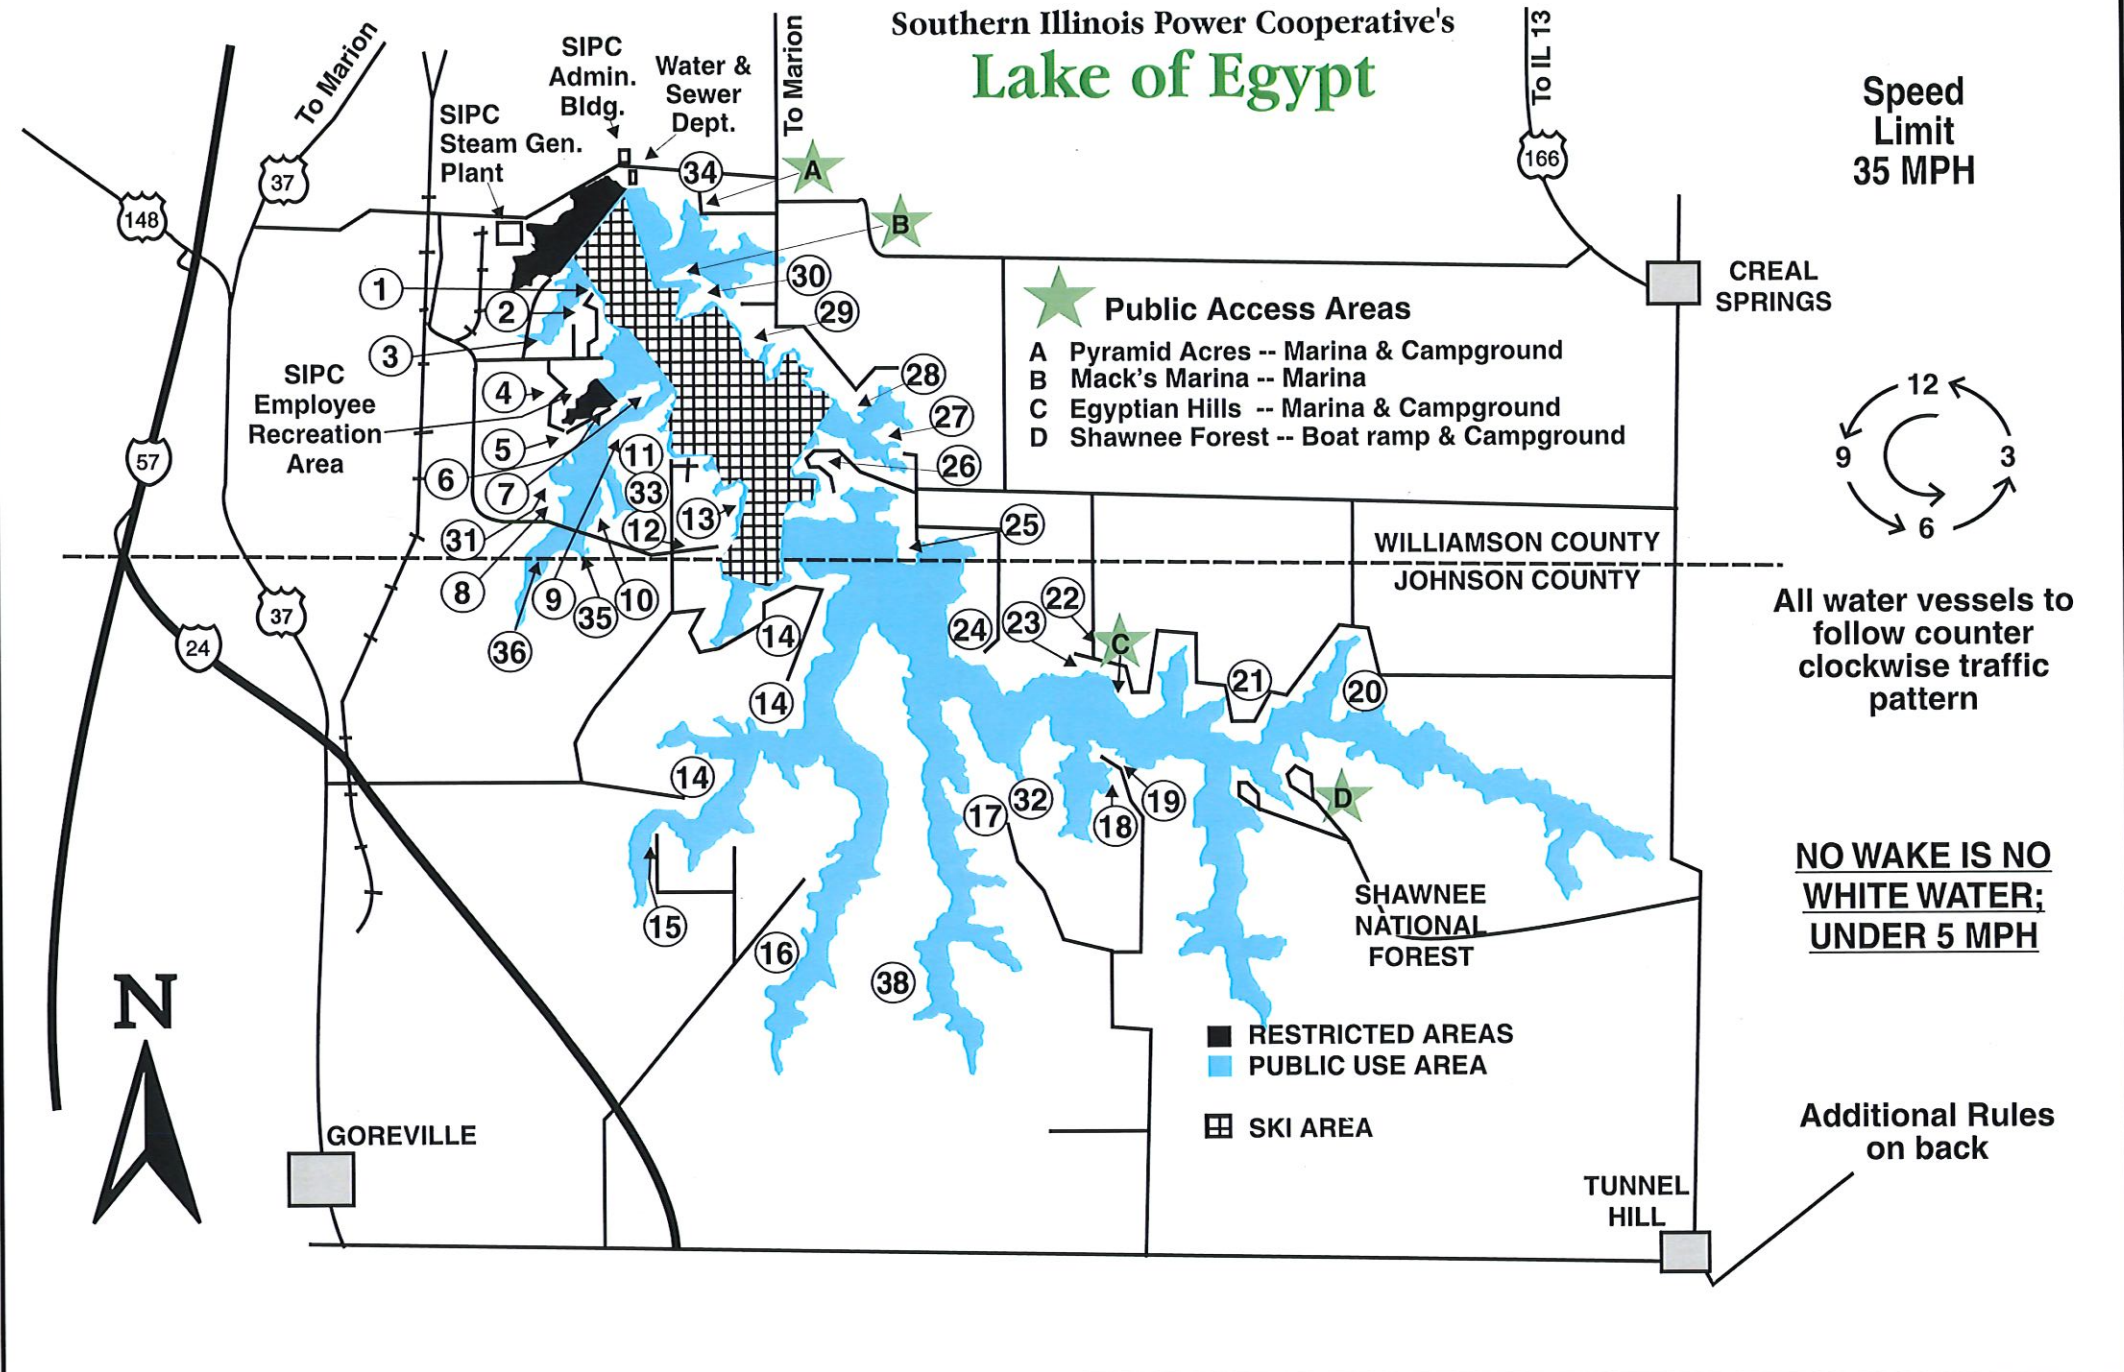 Southern Illinois Power Cooperative's
Lake of Egypt
To Marion
To Marion
To IL 13
SIPC
Admin.
Bldg.
Water &
Sewer
Dept.
SIPC
Steam Gen.
Plant
Speed
Limit
35 MPH
34
A
166
37
148
B
CREAL
SPRINGS
1
2
3
30
29
Public Access Areas
A Pyramid Acres -- Marina & Campground
B Mack's Marina -- Marina
C Egyptian Hills -- Marina & Campground
D Shawnee Forest -- Boat ramp & Campground
SIPC
Employee
Recreation
Area
4
5
6
7
11
33
12
13
28
27
26
25
57
31
8
9
35
10
36
12
9
3
6
WILLIAMSON COUNTY
JOHNSON COUNTY
All water vessels to
follow counter
clockwise traffic
pattern
37
24
14
14
14
24
23
22
C
21
20
15
16
38
17
32
18
19
D
SHAWNEE
NATIONAL
FOREST
NO WAKE IS NO
WHITE WATER;
UNDER 5 MPH
N
RESTRICTED AREAS
PUBLIC USE AREA
SKI AREA
GOREVILLE
Additional Rules
on back
TUNNEL
HILL